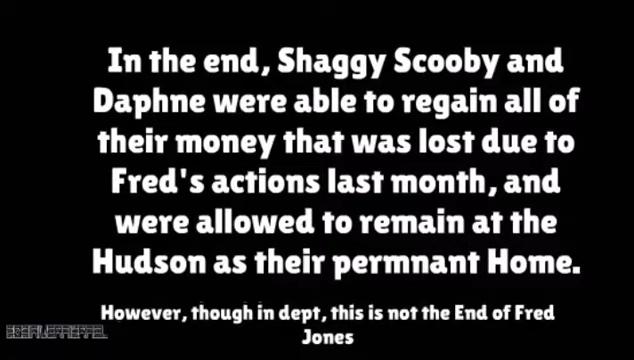 In the end, Shaggy Scooby and
Daphne were able to regain all of
their money that was lost due to
Fred's actions last month, and
were allowed to remain at the
Hudson as their permnant Home.
However, though in dept, this is not the End of Fred
Jones